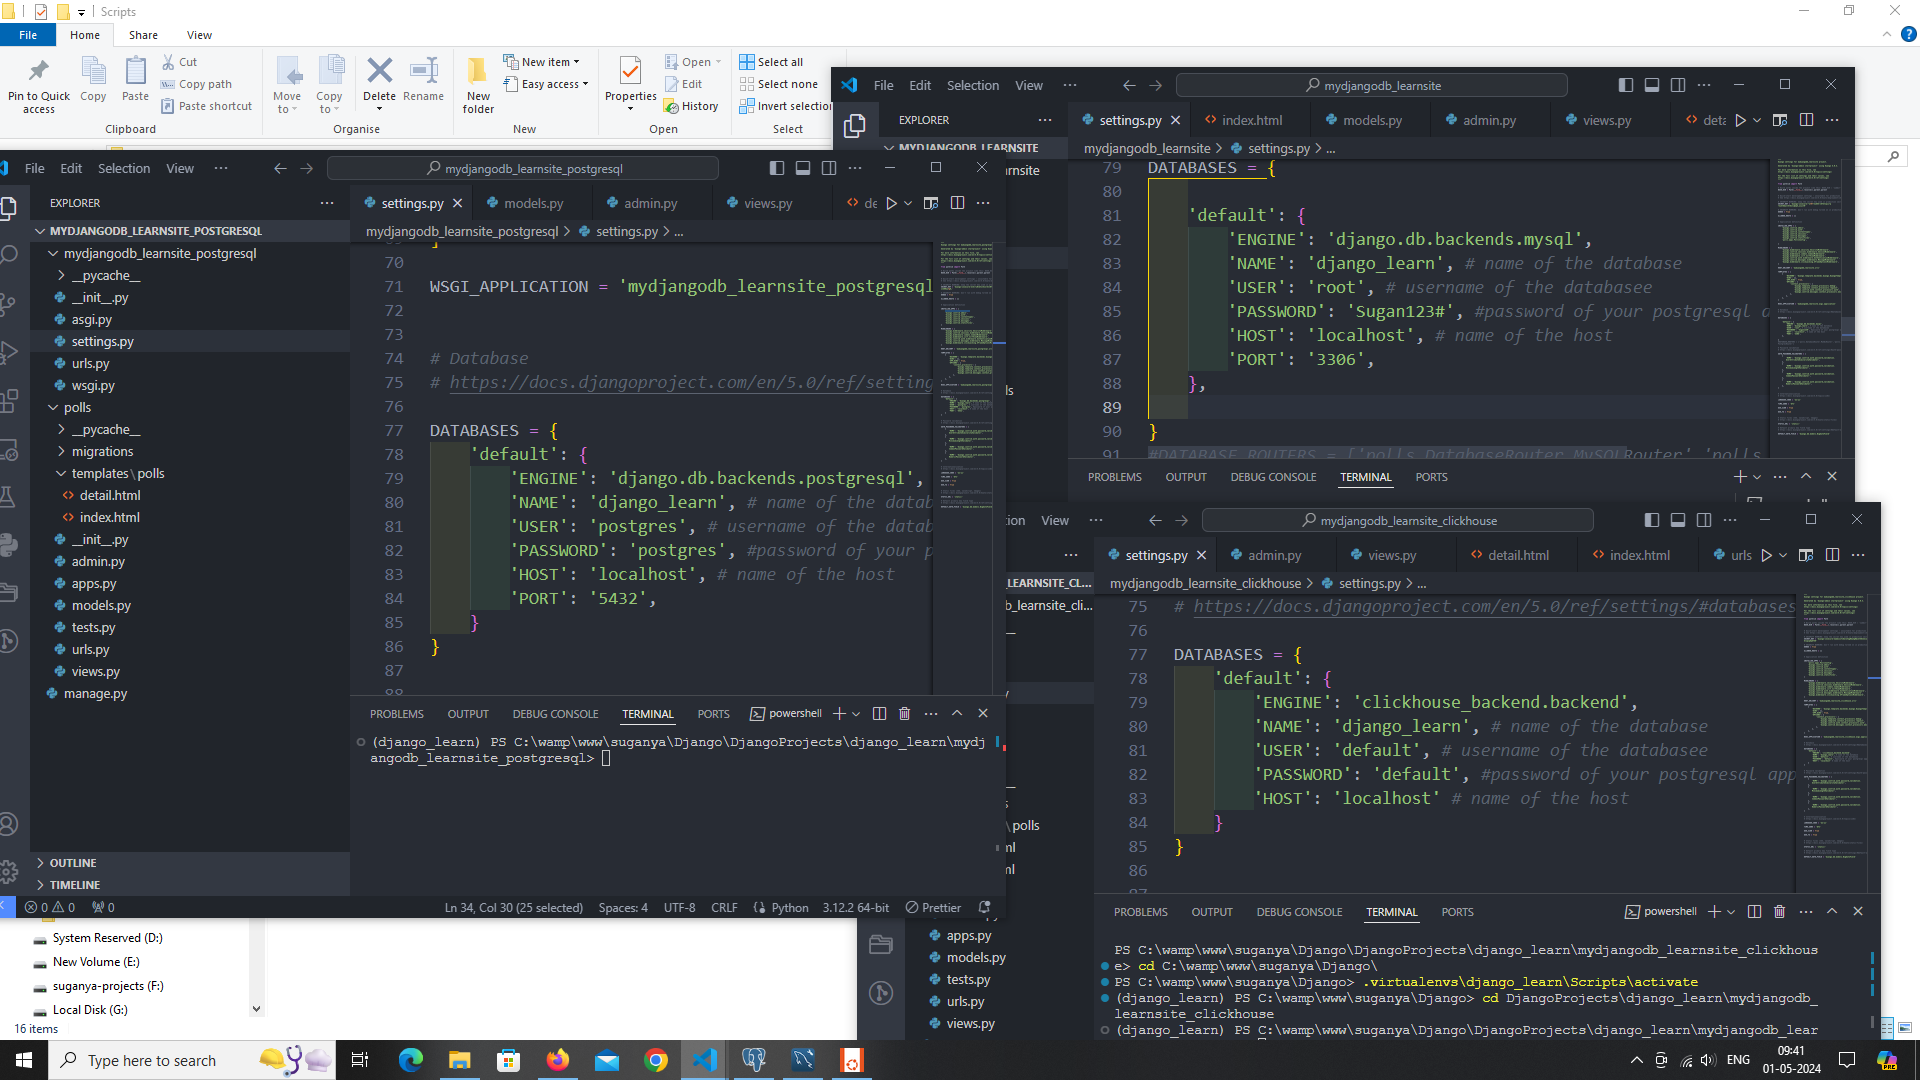 Scripts
File
Home
Share
View
Pin to Quick access
Copy
Paste
Cut
Copy path
Paste shortcut
Move to
Copy to
Delete
Rename
New folder
New item
Easy access
Properties
Open
Edit
History
Select all
Select none
Invert selection
Clipboard
Organise
New
Open
Select
File Edit Selection View
mydjangodb_learnsite
EXPLORER
settings.py
index.html
models.py
admin.py
views.py
deta
MYDJANGODB_LEARNSITE
mydjangodb_learnsite > settings.py > ...
79 DATABASES = {
80
81 'default': {
82 'ENGINE': 'django.db.backends.mysql',
83 'NAME': 'django_learn', # name of the database
84 'USER': 'root', # username of the databasee
85 'PASSWORD': 'Sugan123#', #password of your postgresql a
86 'HOST': 'localhost', # name of the host
87 'PORT': '3306',
88 },
89
90 }
91 #DATABASE_ROUTERS = ['polls.DatabaseRouter.MySQLRouter','polls
PROBLEMS OUTPUT DEBUG CONSOLE TERMINAL PORTS
File Edit Selection View
mydjangodb_learnsite_postgresql
EXPLORER
settings.py
models.py
admin.py
views.py
de
MYDJANGODB_LEARNSITE_POSTGRESQL
mydjangodb_learnsite_postgresql
__pycache__
__init__.py
asgi.py
settings.py
urls.py
wsgi.py
polls
__pycache__
migrations
templates\polls
detail.html
index.html
__init__.py
admin.py
apps.py
models.py
tests.py
urls.py
views.py
manage.py
OUTLINE
TIMELINE
mydjangodb_learnsite_postgresql > settings.py > ...
70
71 WSGI_APPLICATION = 'mydjangodb_learnsite_postgresql
72
73
74 # Database
75 # https://docs.djangoproject.com/en/5.0/ref/setting
76
77 DATABASES = {
78 'default': {
79 'ENGINE': 'django.db.backends.postgresql',
80 'NAME': 'django_learn', # name of the datab
81 'USER': 'postgres', # username of the datab
82 'PASSWORD': 'postgres', #password of your p
83 'HOST': 'localhost', # name of the host
84 'PORT': '5432',
85 }
86 }
87
88
PROBLEMS OUTPUT DEBUG CONSOLE TERMINAL PORTS powershell
(django_learn) PS C:\wamp\www\suganya\Django\DjangoProjects\django_learn\mydj
angodb_learnsite_postgresql>
0 0 0
Ln 34, Col 30 (25 selected) Spaces: 4 UTF-8 CRLF Python 3.12.2 64-bit Prettier
View
mydjangodb_learnsite_clickhouse
settings.py
admin.py
views.py
detail.html
index.html
urls
LEARNSITE_CL...
b_learnsite_cli...
\polls
mydjangodb_learnsite_clickhouse > settings.py > ...
75 # https://docs.djangoproject.com/en/5.0/ref/settings/#databases
76
77 DATABASES = {
78 'default': {
79 'ENGINE': 'clickhouse_backend.backend',
80 'NAME': 'django_learn', # name of the database
81 'USER': 'default', # username of the databasee
82 'PASSWORD': 'default', #password of your postgresql app
83 'HOST': 'localhost' # name of the host
84 }
85 }
86
87
PROBLEMS OUTPUT DEBUG CONSOLE TERMINAL PORTS powershell
PS C:\wamp\www\suganya\Django\DjangoProjects\django_learn\mydjangodb_learnsite_clickhous
e> cd C:\wamp\www\suganya\Django\
PS C:\wamp\www\suganya\Django> .virtualenvs\django_learn\Scripts\activate
(django_learn) PS C:\wamp\www\suganya\Django> cd DjangoProjects\django_learn\mydjangodb_
learnsite_clickhouse
(django_learn) PS C:\wamp\www\suganya\Django\DjangoProjects\django_learn\mydjangodb_lear
apps.py
models.py
tests.py
urls.py
views.py
System Reserved (D:)
New Volume (E:)
suganya-projects (F:)
Local Disk (G:)
16 items
Type here to search
ENG
09:41
01-05-2024